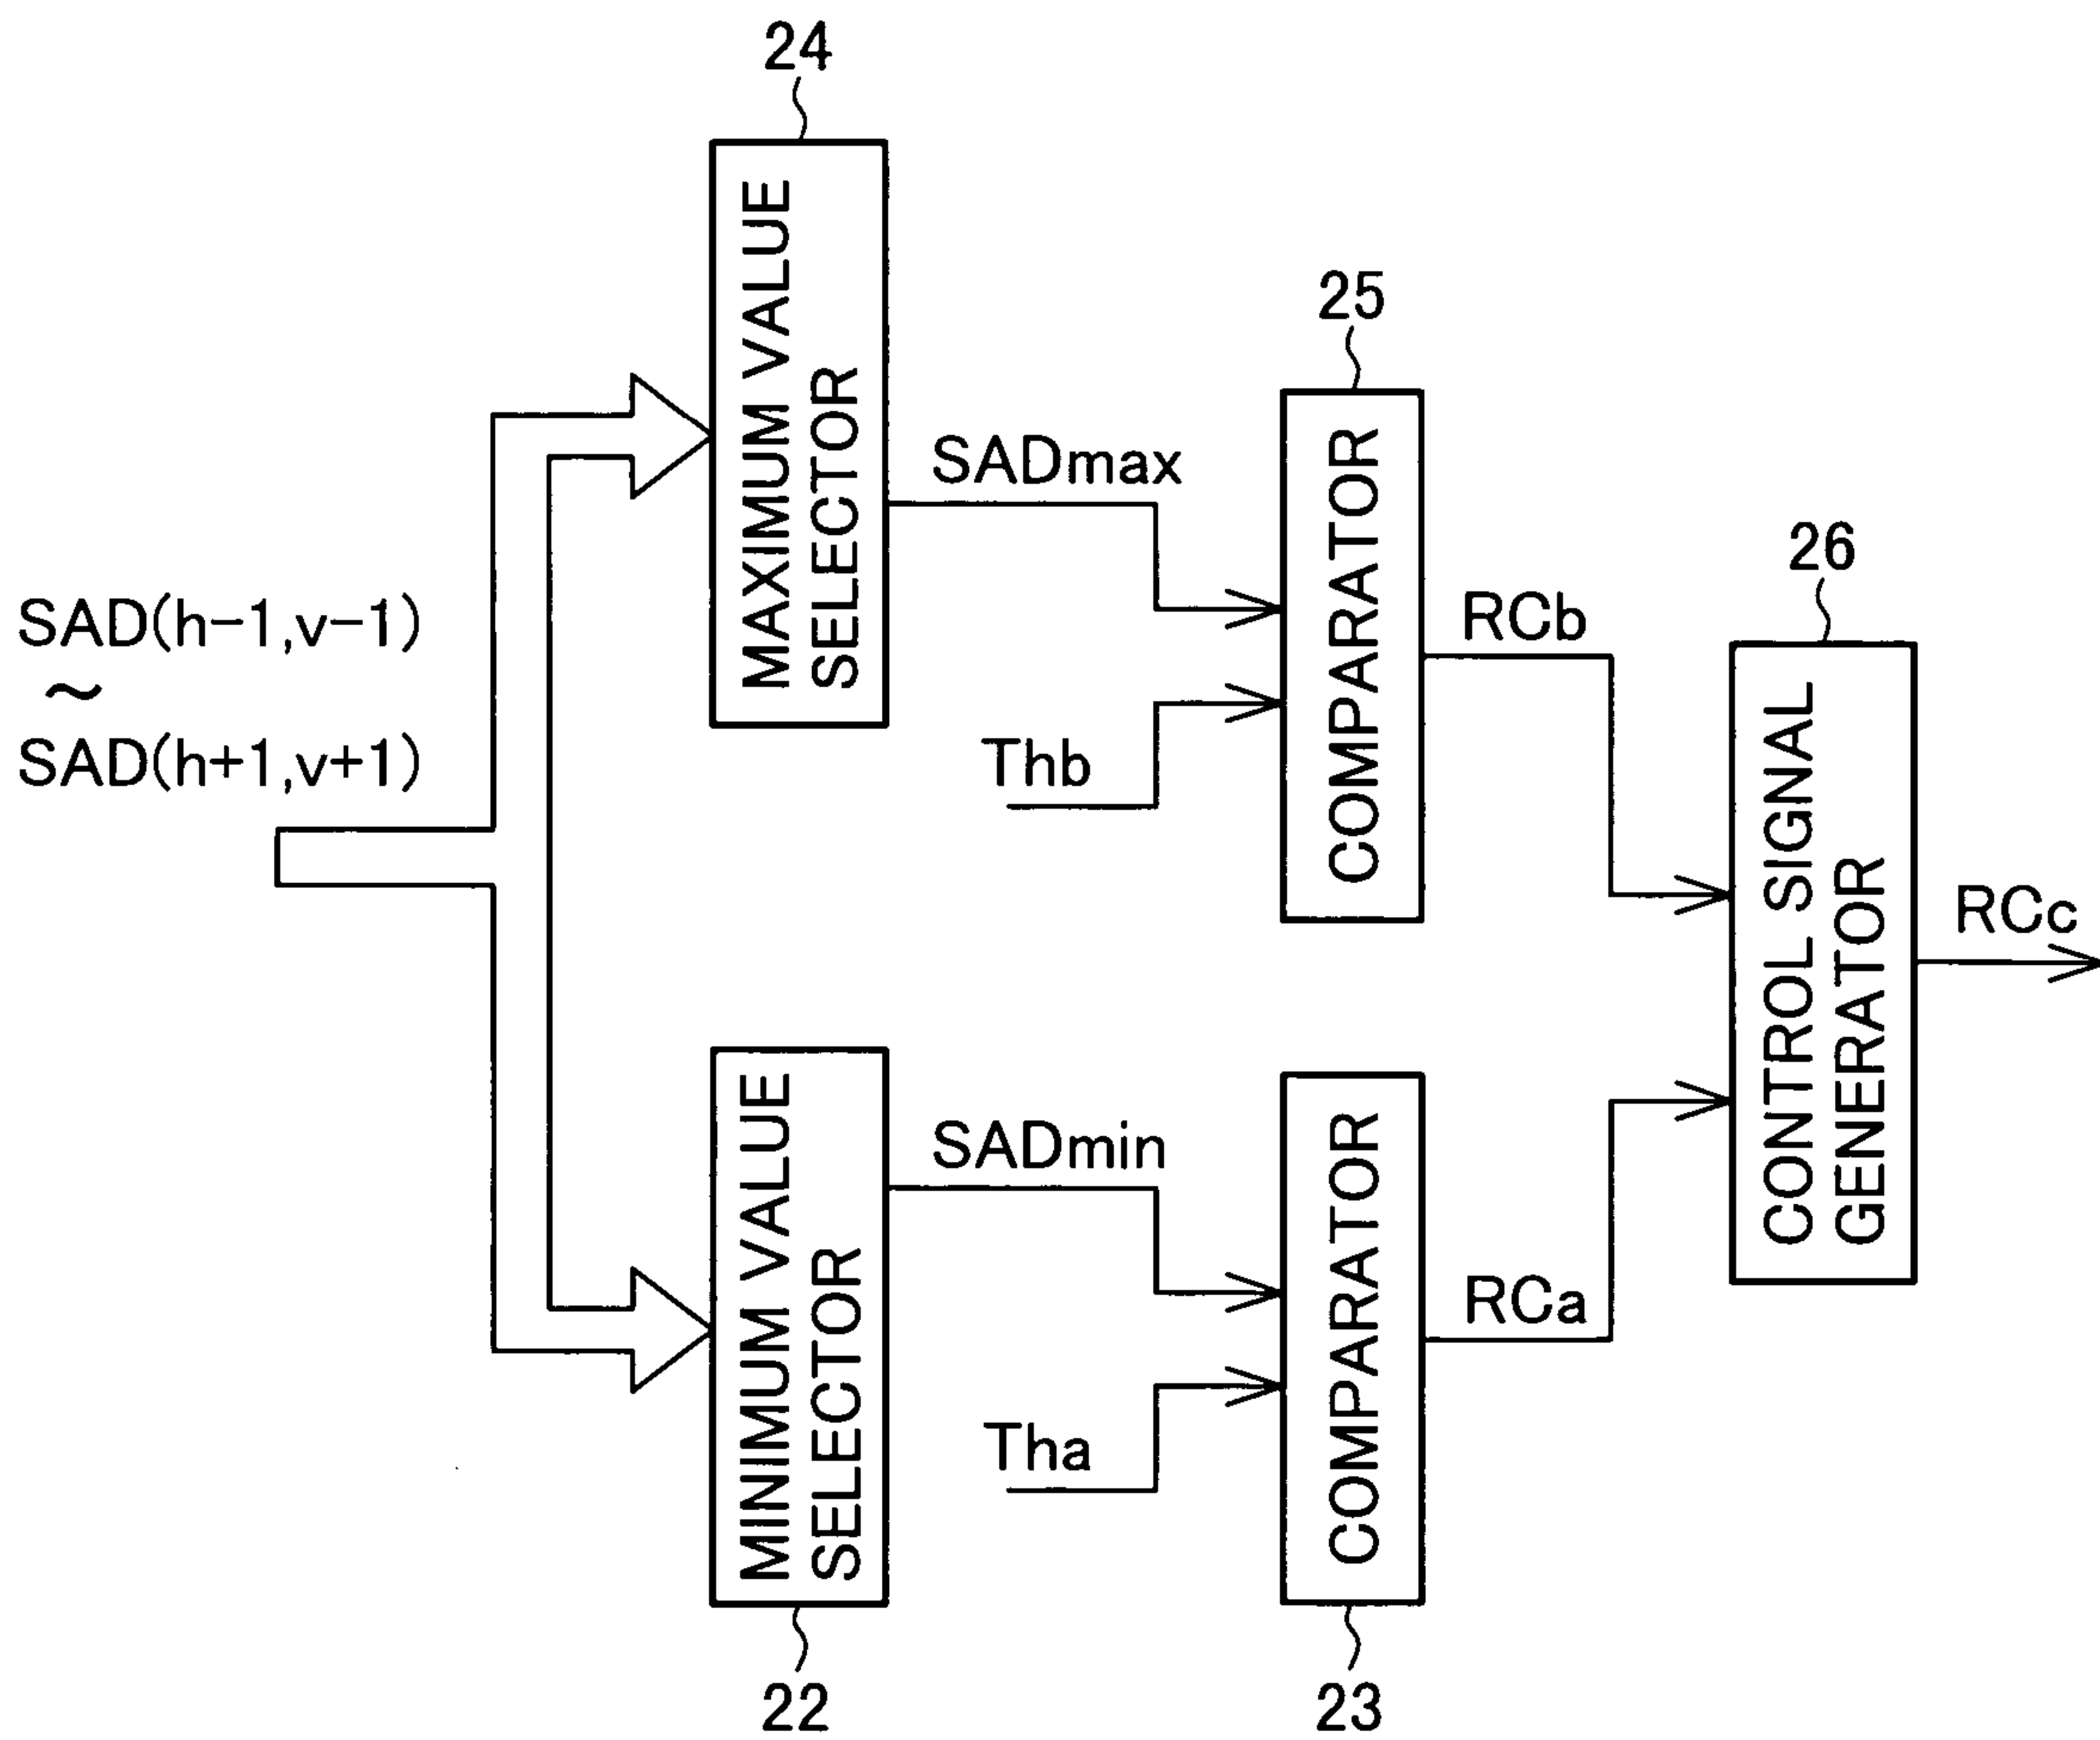 24
MAXIMUM VALUE
SELECTOR
25
SADmax
COMPARATOR
26
SAD(h-1,v-1)
~
SAD(h+1,v+1)
RCb
Thb
CONTROL SIGNAL
GENERATOR
RCc
MINIMUM VALUE
SELECTOR
SADmin
COMPARATOR
RCa
Tha
22
23